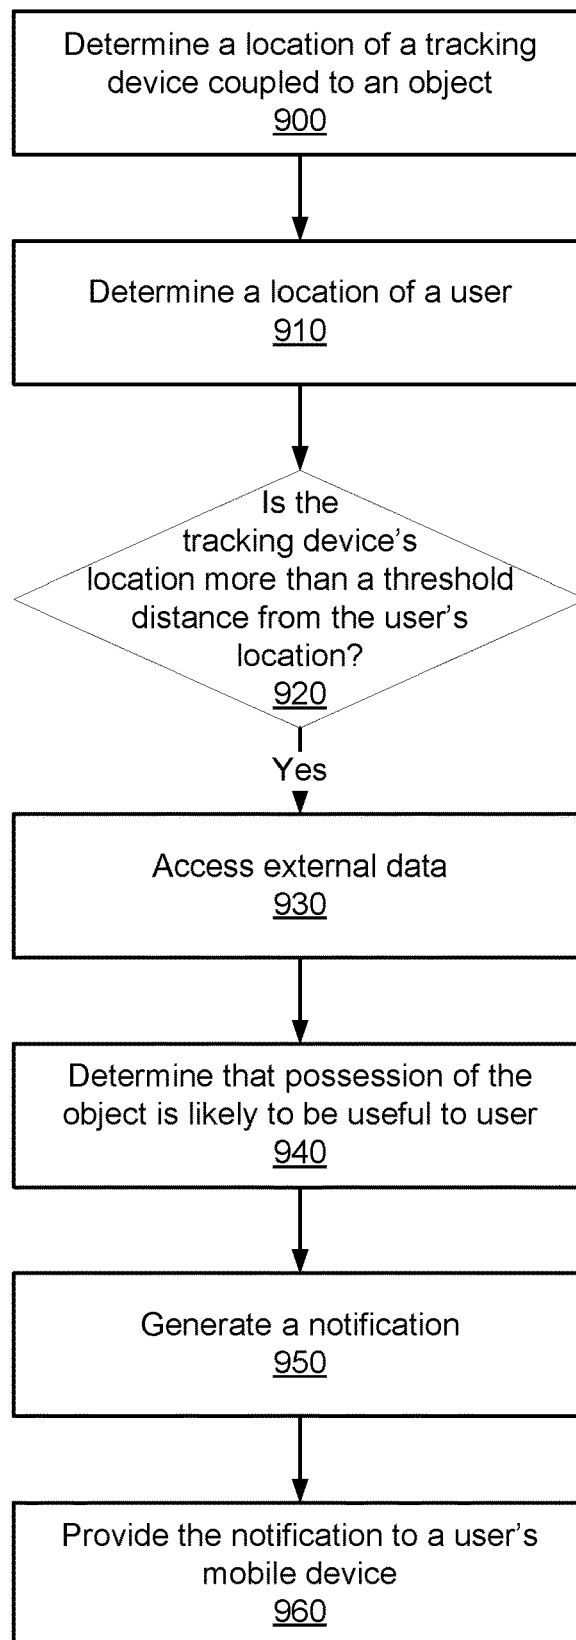 Determine a location of a tracking
device coupled to an object
900
Determine a location of a user
910
Is the
tracking device's
location more than a threshold
distance from the user's
location?
920
Yes
Access external data
930
Determine that possession of the
object is likely to be useful to user
940
Generate a notification
950
Provide the notification to a user's
mobile device
960